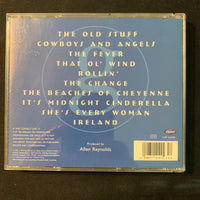 THE OLD STUFF
COWBOYS AND ANGELS
THE FEVER
THAT OL' WIND
ROLLIN'
THE CHANGE
THE BEACHES OF CHEYENNE
IT'S MIDNIGHT CINDERELLA
SHE'S EVERY WOMAN
IRELAND
Produced by
Allen Reynolds